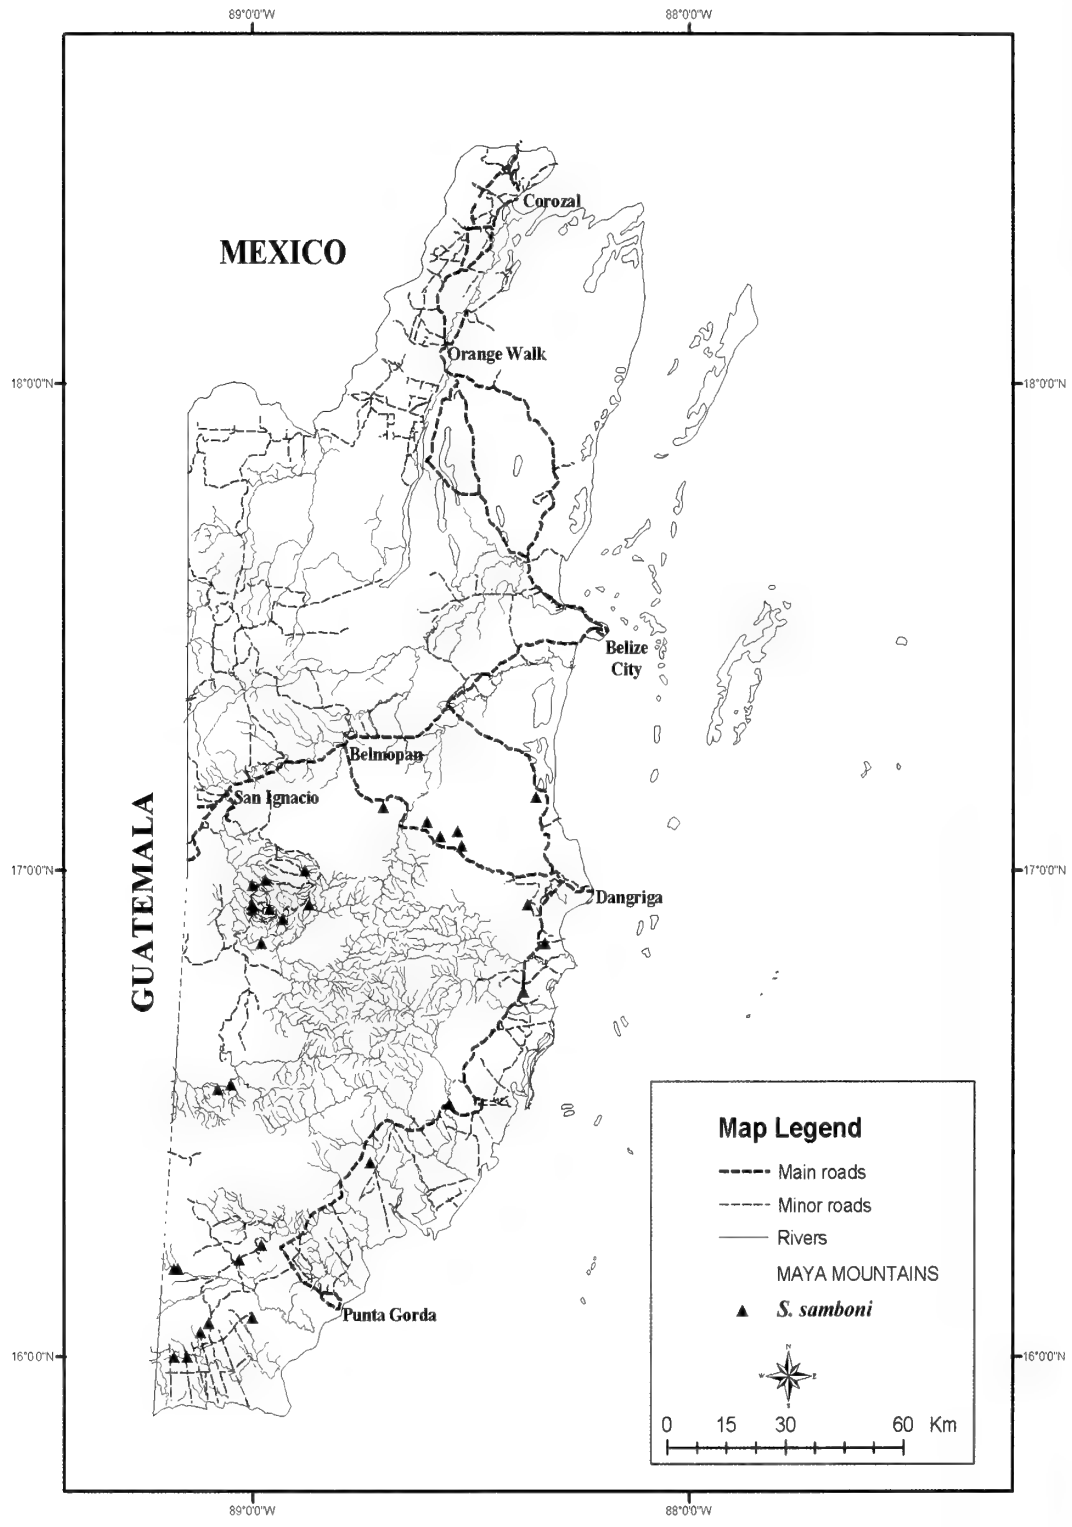 89°0'0"W
88°0'0"W
Corozal
MEXICO
Orange Walk
18°0'0"N
18°0'0"N
Belize
City
Belmopan
San Ignacio
GUATEMALA
17°0'0"N
17°0'0"N
Dangriga
Map Legend
Main roads
Minor roads
Rivers
MAYA MOUNTAINS
S. samboni
Punta Gorda
16°0'0"N
16°0'0"N
N
W
E
S
0 15 30 60 Km
89°0'0"W
88°0'0"W